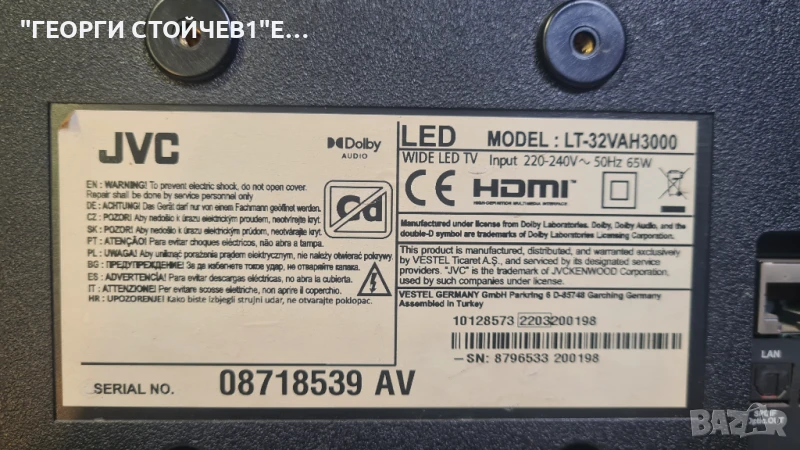 "ГЕОРГИ СТОЙЧЕВ1"Е...
JVC
Dolby
AUDIO
EN : WARNING! To prevent electric shock, do not open cover.
Repair shall be done by service personnel only
DE : ACHTUNG! Das Gerät darf nur von einem Fachmann geöffnet werden.
CZ : POZOR! Aby nedošlo k úrazu elektrickým proudem, neotvírejte kryt.
SK : POZOR! Aby nedošlo k úrazu elektrickým prúdom, neotvárajte kryt.
PT : ATENÇÃO! Para evitar choques eléctricos, não abra a tampa.
PL : UWAGA! Aby uniknąć porażenia prądem elektrycznym, nie należy otwierać pokrywy.
BG : ПРЕДУПРЕЖДЕНИЕ! За да избегнете токов удар, не отваряйте капака.
ES : ADVERTENCIA! Para evitar descargas eléctricas, no abra la cubierta.
IT : ATTENZIONE! Per evitare scosse elettriche, non aprire il coperchio.
HR : UPOZORENJE! Kako biste izbjegli strujni udar, ne otvarajte poklopac.
Cd
SERIAL NO. 08718539 AV
LED MODEL : LT-32VAH3000
WIDE LED TV Input 220-240V~ 50Hz 65W
CE HDMI
HIGH-DEFINITION MULTIMEDIA INTERFACE
Manufactured under license from Dolby Laboratories. Dolby, Dolby Audio, and the
double-D symbol are trademarks of Dolby Laboratories Licensing Corporation.
This product is manufactured, distributed, and warranted exclusively
by VESTEL Ticaret A.Ş., and serviced by its designated service
providers. "JVC" is the trademark of JVCKENWOOD Corporation,
used by such companies under license.
VESTEL GERMANY GmbH Parkring 6 D-85748 Garching Germany
Assembled in Turkey
10128573 2203200198
-SN: 8796533 200198
LAN
BAZAR